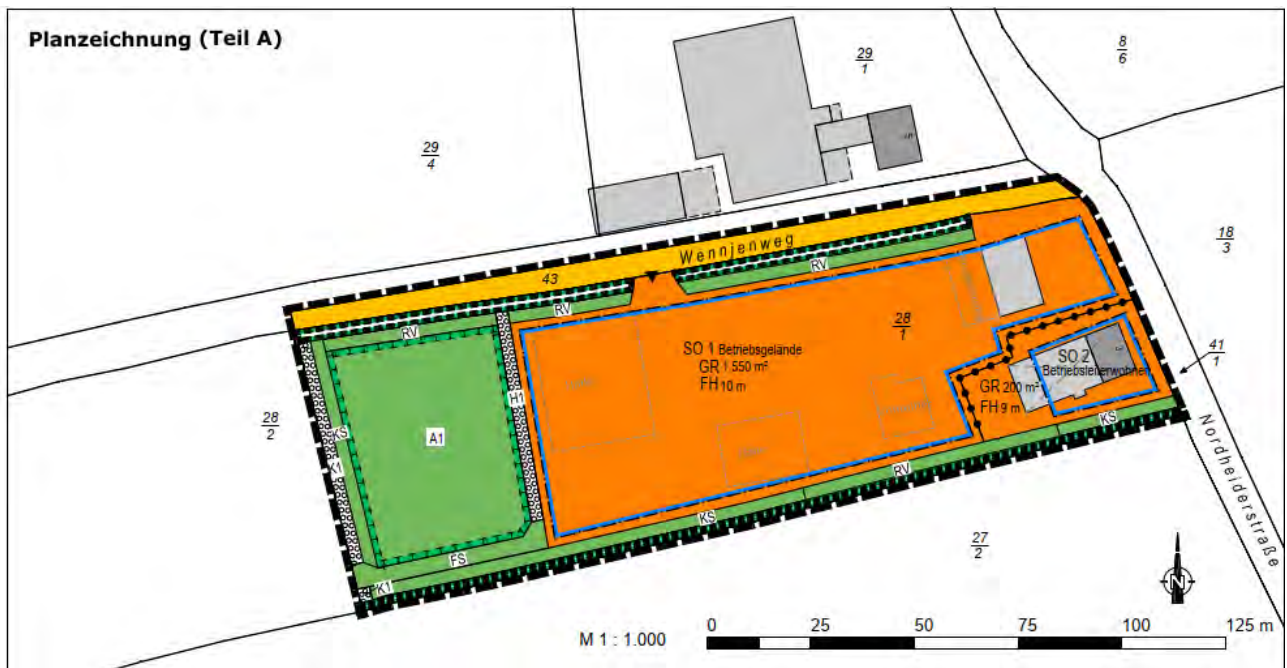 Planzeichnung (Teil A)
29
1
8
6
29
4
18
3
Wennjenweg
43
RV
RV
RV
28
1
SO 1 Betriebsgelände
GR 1 550 m²
FH 10 m
SO 2
Betriebsleiterwohnen
GR 200 m²
FH 9 m
41
1
H1
28
2
KS
K1
A1
KS
RV
KS
FS
K1
27
2
Nordheiderstraße
N
M 1 : 1.000
0 25 50 75 100 125 m